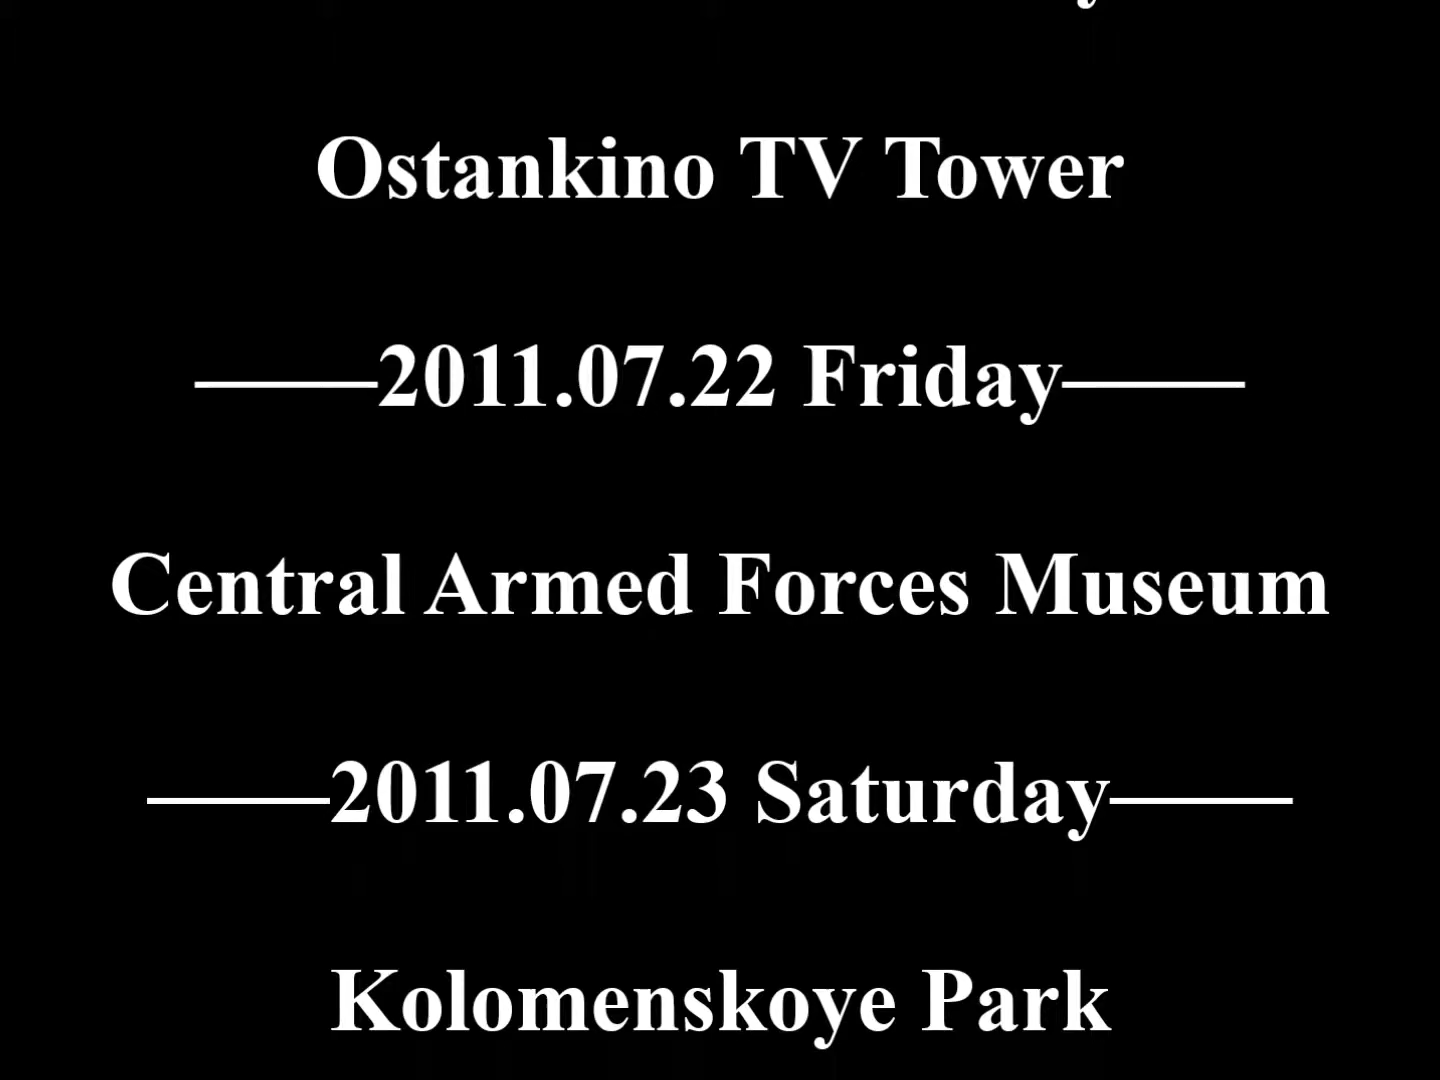 Ostankino TV Tower
——2011.07.22 Friday——
Central Armed Forces Museum
——2011.07.23 Saturday——
Kolomenskoye Park